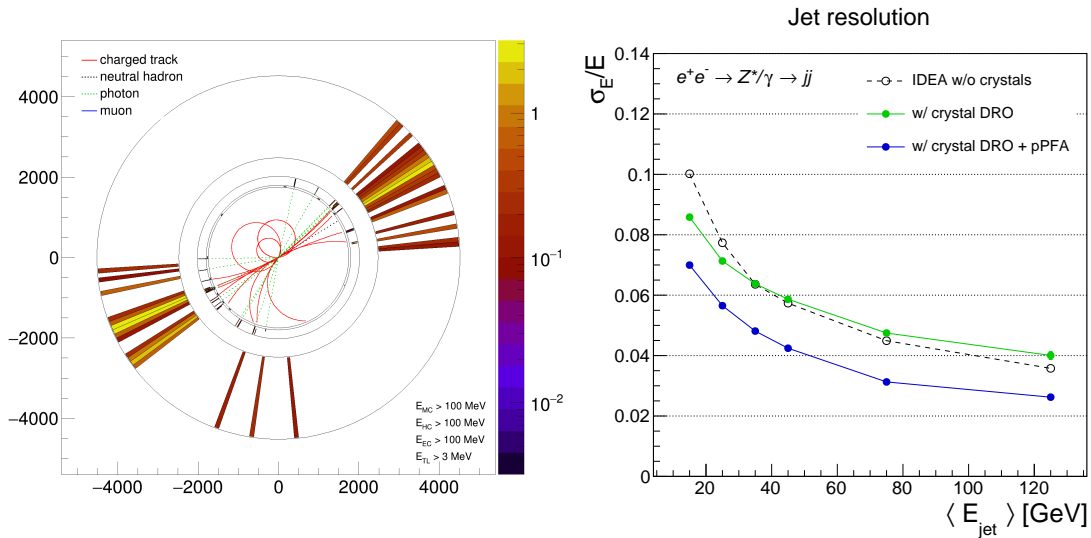 charged track
neutral hadron
photon
muon
4000
2000
0
−2000
−4000
−4000
−2000
0
2000
4000
E_MC > 100 MeV
E_HC > 100 MeV
E_EC > 100 MeV
E_TL > 3 MeV
1
10⁻¹
10⁻²
Jet resolution
σ_E/E
0.14
0.12
0.1
0.08
0.06
0.04
0.02
0
e⁺e⁻ → Z*/γ → jj
IDEA w/o crystals
w/ crystal DRO
w/ crystal DRO + pPFA
20
40
60
80
100
120
⟨ E_jet ⟩ [GeV]